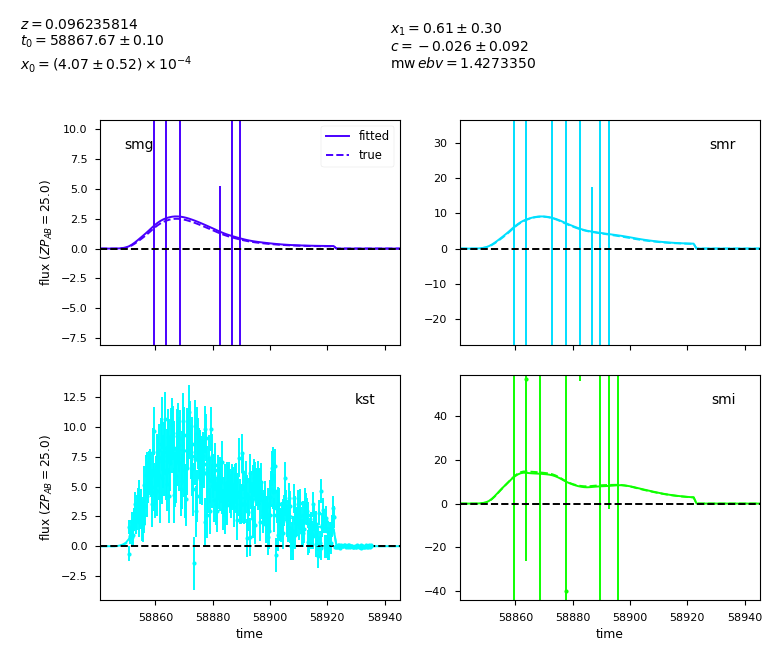 z = 0.096235814
t₀ = 58867.67 ± 0.10
x₀ = (4.07 ± 0.52) × 10⁻⁴
x₁ = 0.61 ± 0.30
c = −0.026 ± 0.092
mw ebv = 1.4273350
smg
fitted
true
flux (ZP_AB = 25.0)
10.0
7.5
5.0
2.5
0.0
−2.5
−5.0
−7.5
smr
30
20
10
0
−10
−20
kst
flux (ZP_AB = 25.0)
12.5
10.0
7.5
5.0
2.5
0.0
−2.5
58860 58880 58900 58920 58940
time
smi
40
20
0
−20
−40
58860 58880 58900 58920 58940
time